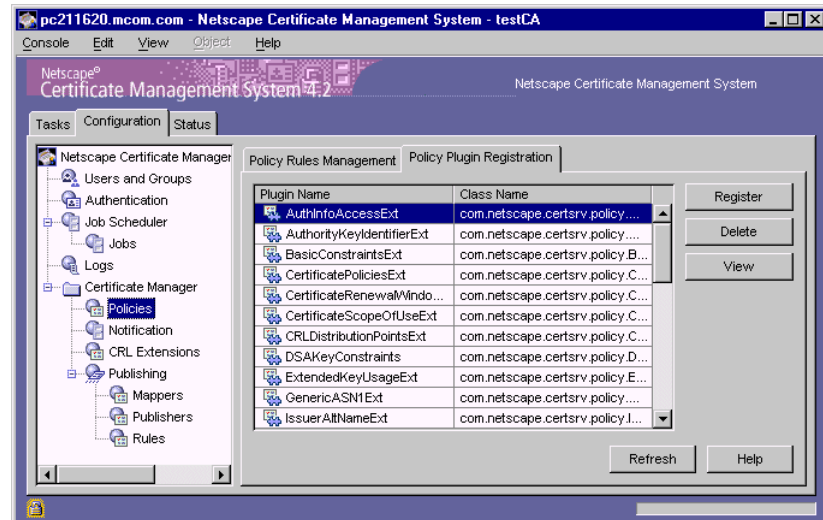 pc211620.mcom.com - Netscape Certificate Management System - testCA
Console Edit View Object Help
Netscape®
Certificate Management System 4.2
Netscape Certificate Management System
Tasks Configuration Status
Netscape Certificate Manager
Users and Groups
Authentication
Job Scheduler
Jobs
Logs
Certificate Manager
Policies
Notification
CRL Extensions
Publishing
Mappers
Publishers
Rules
Policy Rules Management Policy Plugin Registration
Plugin Name Class Name
AuthInfoAccessExt com.netscape.certsrv.policy....
AuthorityKeyIdentifierExt com.netscape.certsrv.policy....
BasicConstraintsExt com.netscape.certsrv.policy.B...
CertificatePoliciesExt com.netscape.certsrv.policy.C...
CertificateRenewalWindo... com.netscape.certsrv.policy.C...
CertificateScopeOfUseExt com.netscape.certsrv.policy.C...
CRLDistributionPointsExt com.netscape.certsrv.policy.C...
DSAKeyConstraints com.netscape.certsrv.policy.D...
ExtendedKeyUsageExt com.netscape.certsrv.policy.E...
GenericASN1Ext com.netscape.certsrv.policy....
IssuerAltNameExt com.netscape.certsrv.policy.I...
Register
Delete
View
Refresh Help